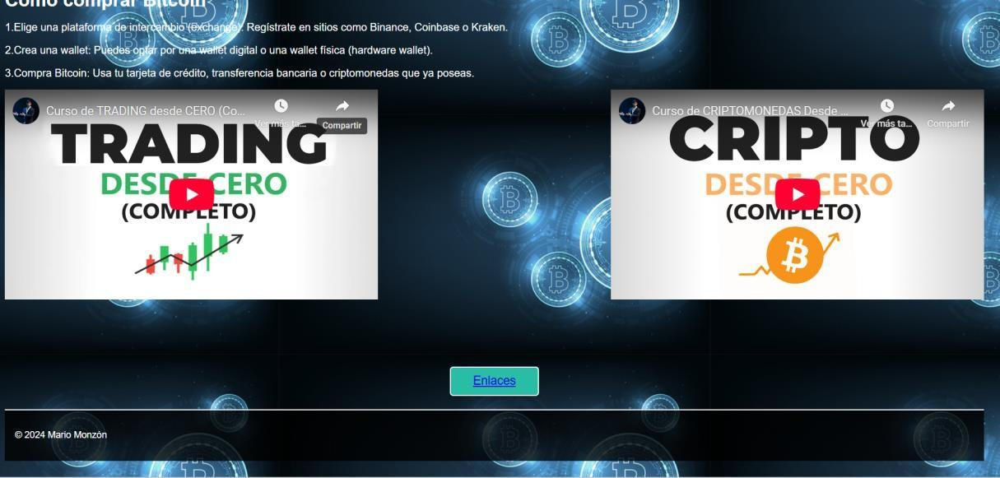 Cómo comprar Bitcoin
1.Elige una plataforma de intercambio (exchange): Regístrate en sitios como Binance, Coinbase o Kraken.
2.Crea una wallet: Puedes optar por una wallet digital o una wallet física (hardware wallet).
3.Compra Bitcoin: Usa tu tarjeta de crédito, transferencia bancaria o criptomonedas que ya poseas.
Curso de TRADING desde CERO (Co...
Ver más ta...
Compartir
TRADING
DESDE CERO
(COMPLETO)
Curso de CRIPTOMONEDAS Desde ...
Ver más ta...
Compartir
CRIPTO
DESDE CERO
(COMPLETO)
Enlaces
© 2024 Mario Monzòn